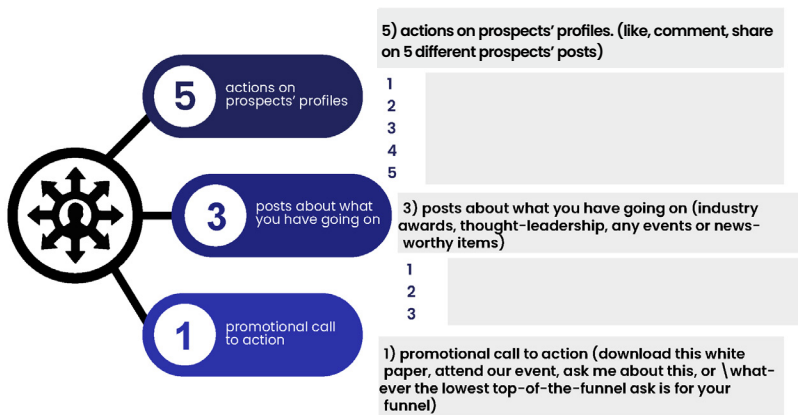 5
actions on
prospects' profiles
3
posts about what
you have going on
1
promotional call
to action
5) actions on prospects' profiles. (like, comment, share
on 5 different prospects' posts)
1
2
3
4
5
3) posts about what you have going on (industry
awards, thought-leadership, any events or news-
worthy items)
1
2
3
1) promotional call to action (download this white
paper, attend our event, ask me about this, or \what-
ever the lowest top-of-the-funnel ask is for your
funnel)